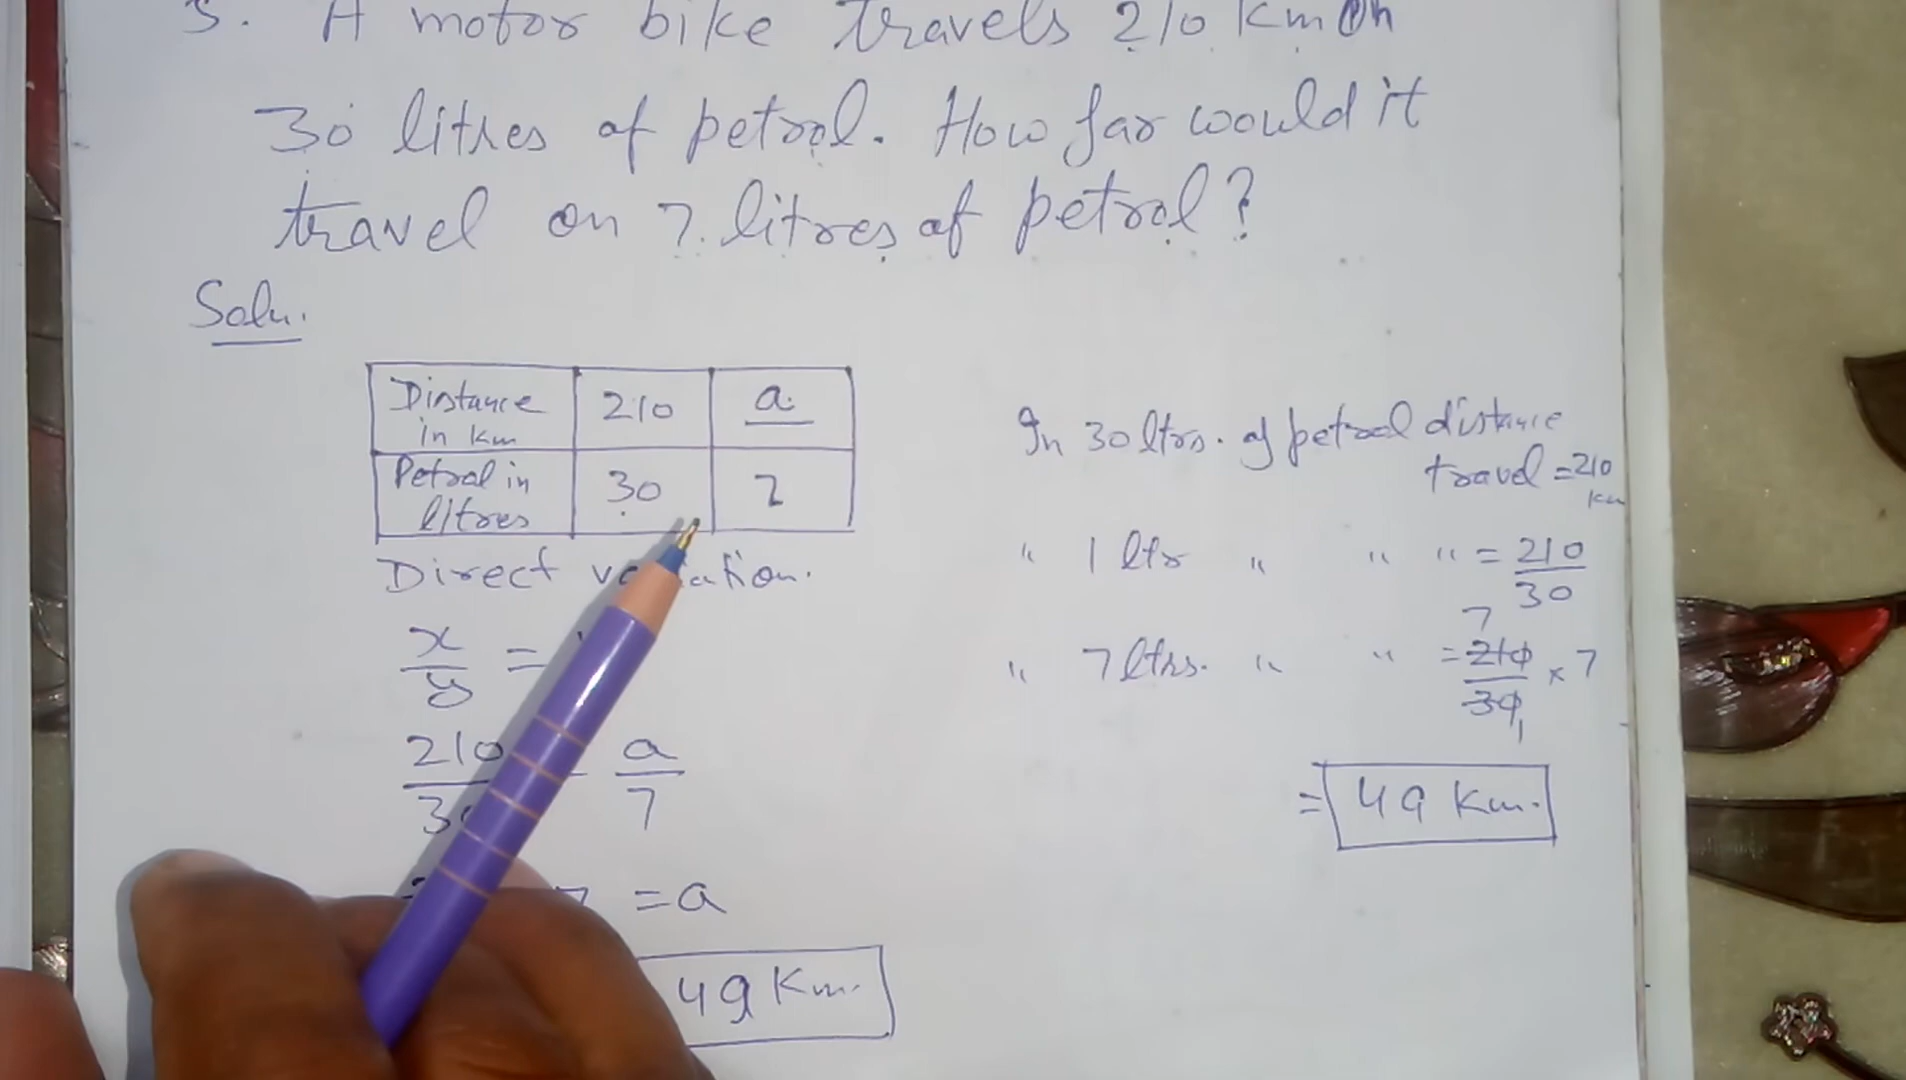 5. A motor bike travels 210 km on
30 litres of petrol. How far would it
travel on 7 litres of petrol?
Solu.
Distance in km 210 a
Petrol in litres 30 7
Direct variation.
x/y =
210/30 a/7
7 = a
49 Km.
In 30 ltrs. of petrol distance
travel = 210 km
" 1 ltr " " " = 210/30
" 7 ltrs. " " = 210/30 × 7
7 1
= 49 Km.